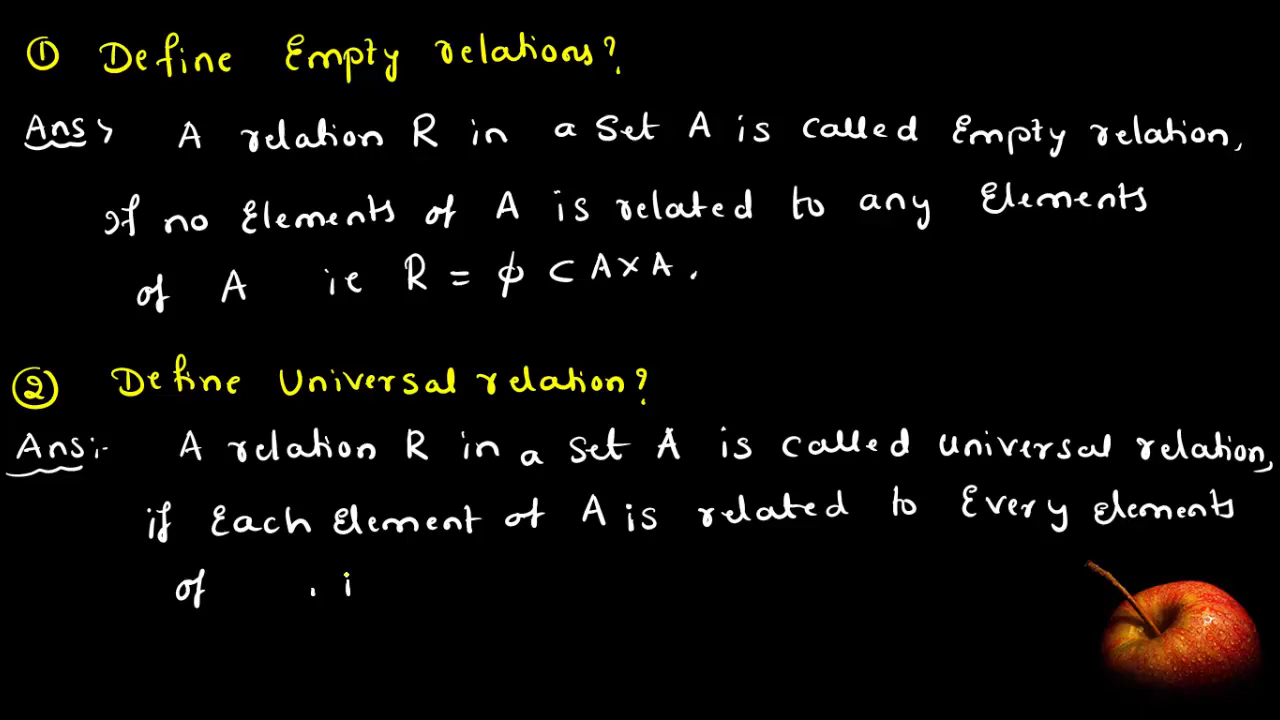 ① Define Empty relations?
Ans > A relation R in a set A is called Empty relation,
if no Elements of A is related to any Elements
of A ie R = ϕ ⊂ A×A.
② Define Universal relation?
Ans:- A relation R in a set A is called universal relation,
if Each Element of A is related to Every elements
of . i